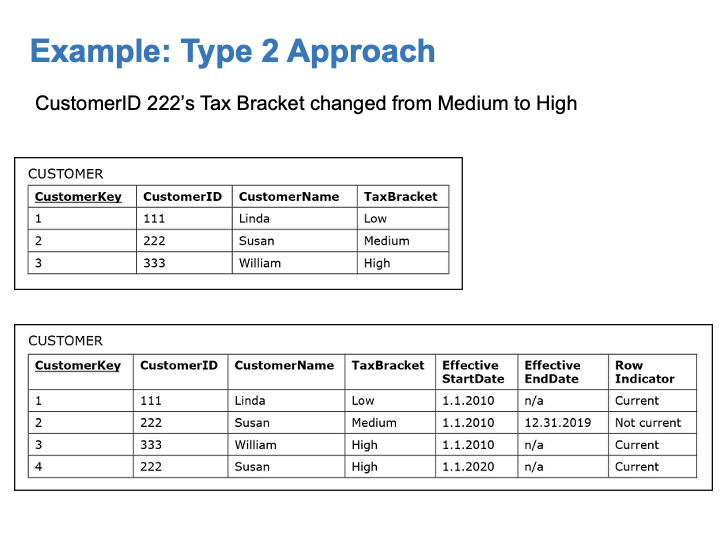 Example: Type 2 Approach
CustomerID 222's Tax Bracket changed from Medium to High
CUSTOMER
CustomerKey CustomerID CustomerName TaxBracket
1 111 Linda Low
2 222 Susan Medium
3 333 William High
CUSTOMER
CustomerKey CustomerID CustomerName TaxBracket Effective StartDate Effective EndDate Row Indicator
1 111 Linda Low 1.1.2010 n/a Current
2 222 Susan Medium 1.1.2010 12.31.2019 Not current
3 333 William High 1.1.2010 n/a Current
4 222 Susan High 1.1.2020 n/a Current